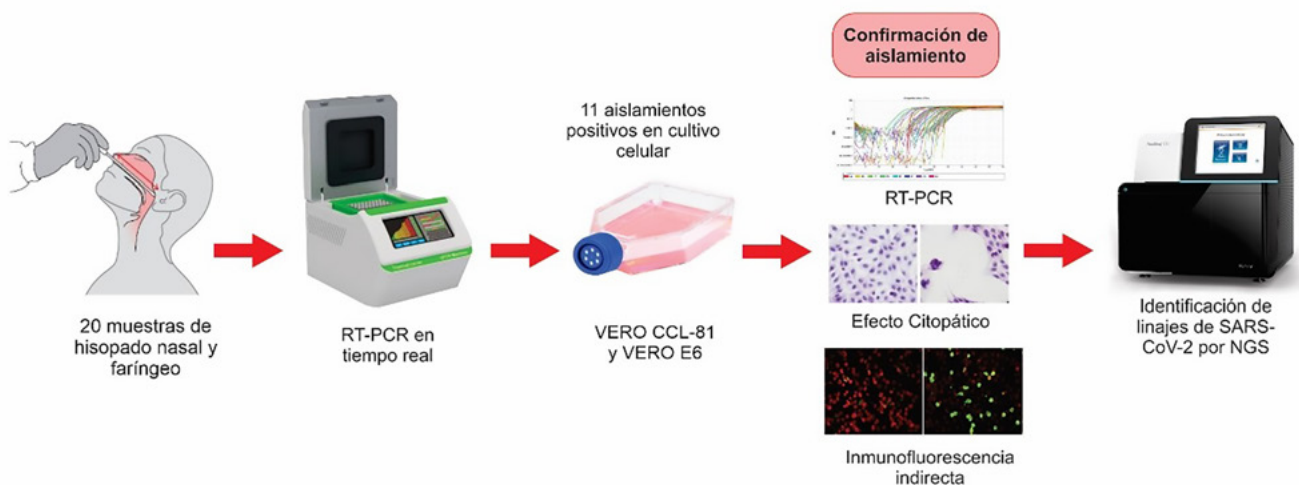 20 muestras de
hisopado nasal y
faríngeo
RT-PCR en
tiempo real
11 aislamientos
positivos en cultivo
celular
VERO CCL-81
y VERO E6
Confirmación de
aislamiento
RT-PCR
Efecto Citopático
Inmunofluorescencia
indirecta
Identificación de
linajes de SARS-
CoV-2 por NGS